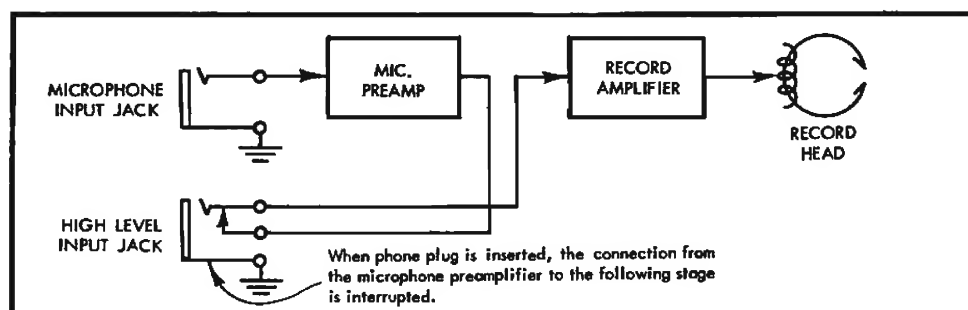 MICROPHONE
INPUT JACK
MIC.
PREAMP
RECORD
AMPLIFIER
RECORD
HEAD
HIGH LEVEL
INPUT JACK
When phone plug is inserted, the connection from
the microphone preamplifier to the following stage
is interrupted.